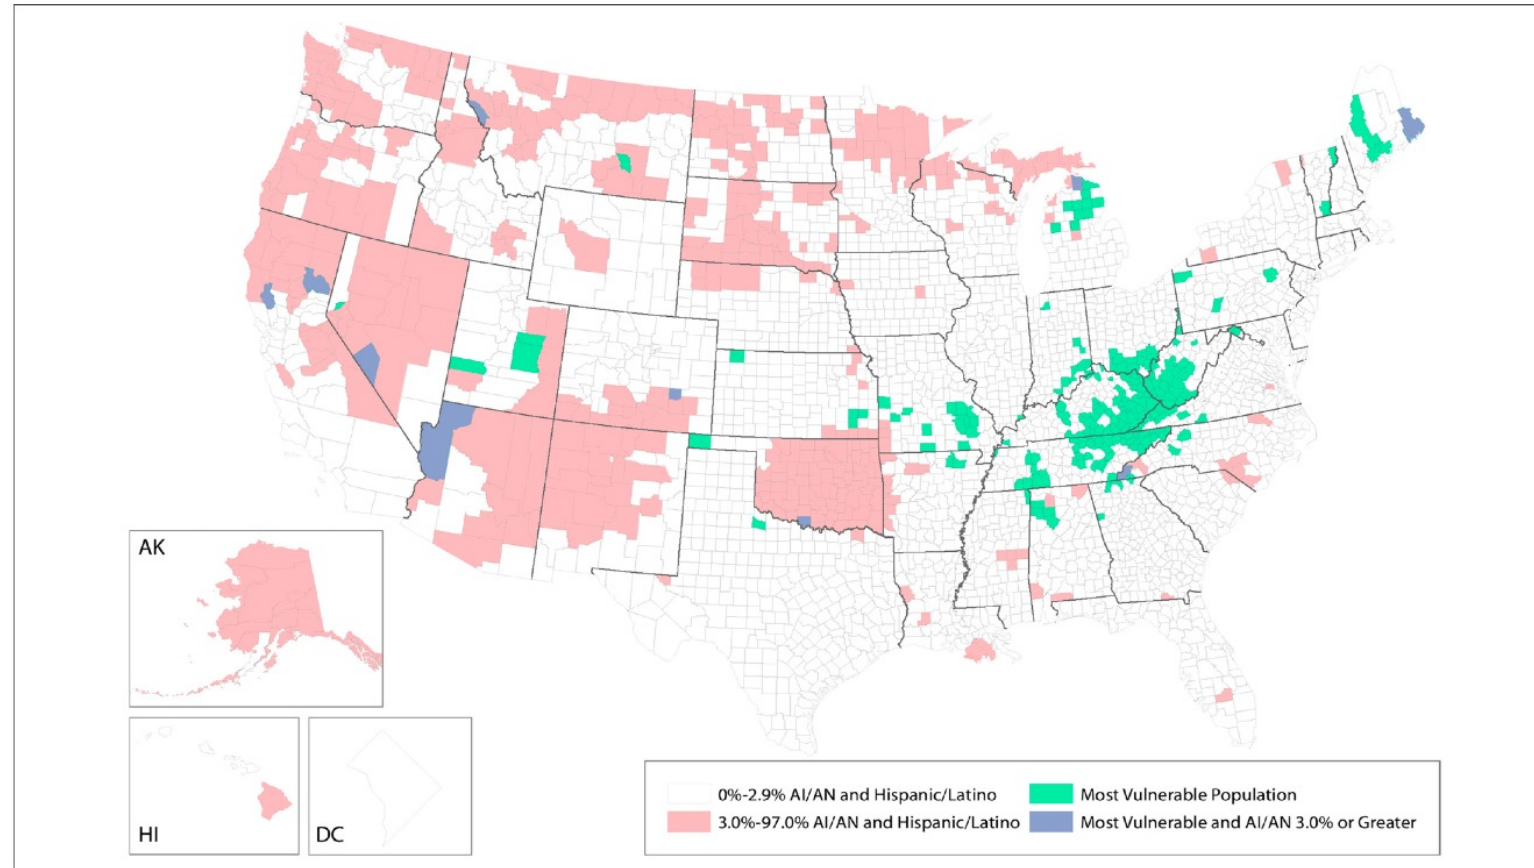 AK
HI
DC
0%-2.9% AI/AN and Hispanic/Latino
3.0%-97.0% AI/AN and Hispanic/Latino
Most Vulnerable Population
Most Vulnerable and AI/AN 3.0% or Greater